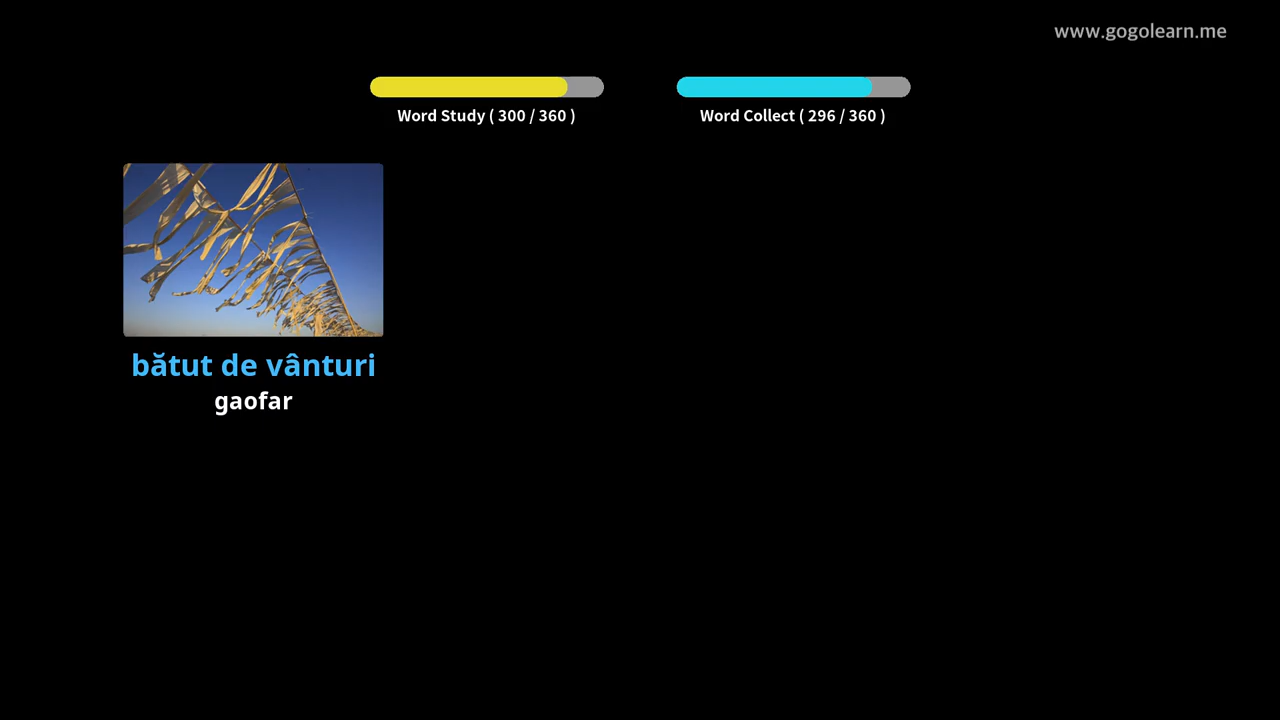 www.gogolearn.me
Word Study ( 300 / 360 )
Word Collect ( 296 / 360 )
bătut de vânturi
gaofar